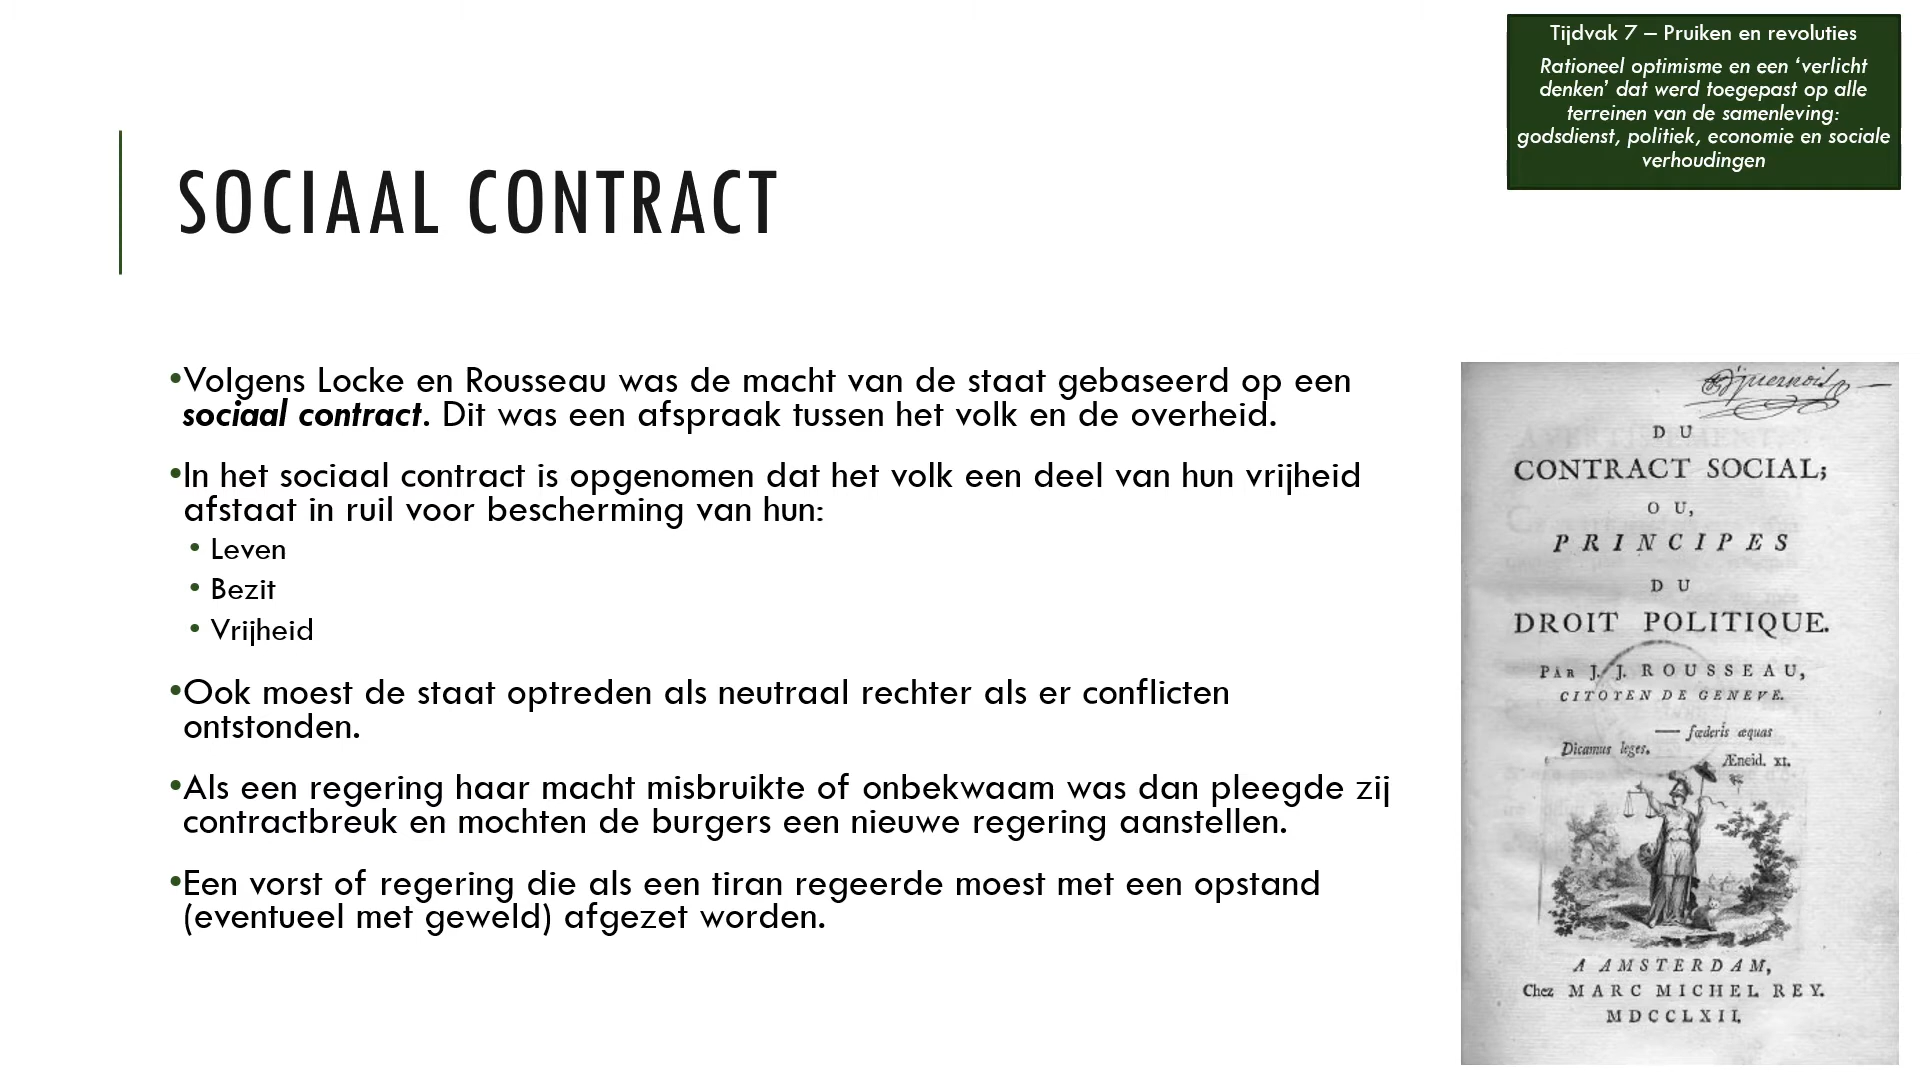 Tijdvak 7 – Pruiken en revoluties
Rationeel optimisme en een ‘verlicht
denken’ dat werd toegepast op alle
terreinen van de samenleving:
godsdienst, politiek, economie en sociale
verhoudingen
SOCIAAL CONTRACT
•Volgens Locke en Rousseau was de macht van de staat gebaseerd op een
sociaal contract. Dit was een afspraak tussen het volk en de overheid.
•In het sociaal contract is opgenomen dat het volk een deel van hun vrijheid
afstaat in ruil voor bescherming van hun:
• Leven
• Bezit
• Vrijheid
•Ook moest de staat optreden als neutraal rechter als er conflicten
ontstonden.
•Als een regering haar macht misbruikte of onbekwaam was dan pleegde zij
contractbreuk en mochten de burgers een nieuwe regering aanstellen.
•Een vorst of regering die als een tiran regeerde moest met een opstand
(eventueel met geweld) afgezet worden.
DU
CONTRACT SOCIAL;
OU,
PRINCIPES
DU
DROIT POLITIQUE.
PAR J. J. ROUSSEAU,
CITOYEN DE GENEVE.
— fœderis æquas
Dicamus leges.
Æneid. XI.
A AMSTERDAM,
Chez MARC MICHEL REY.
MDCCLXII.